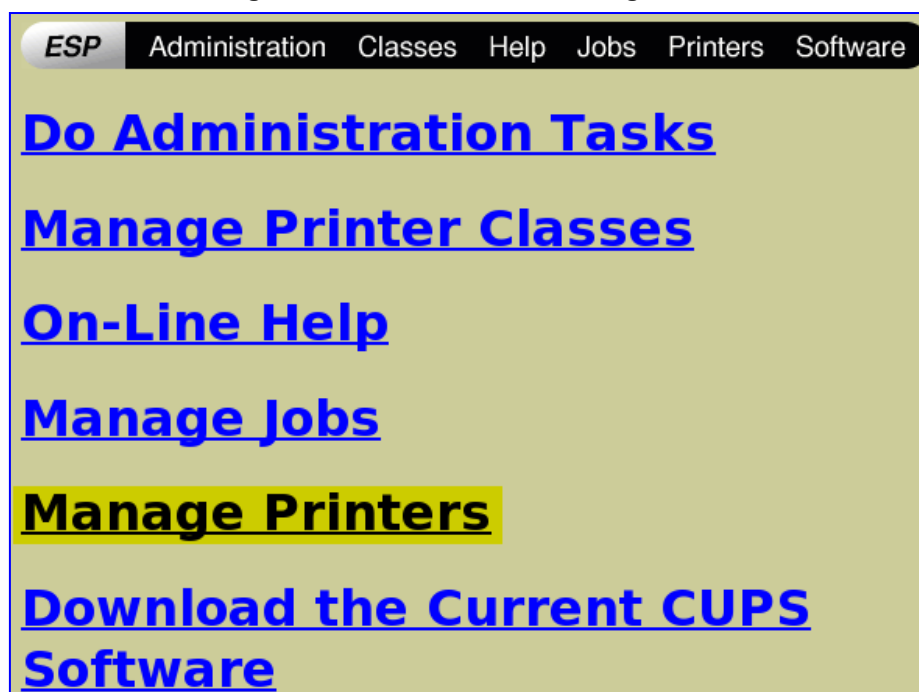 ESP Administration Classes Help Jobs Printers Software
Do Administration Tasks
Manage Printer Classes
On-Line Help
Manage Jobs
Manage Printers
Download the Current CUPS
Software